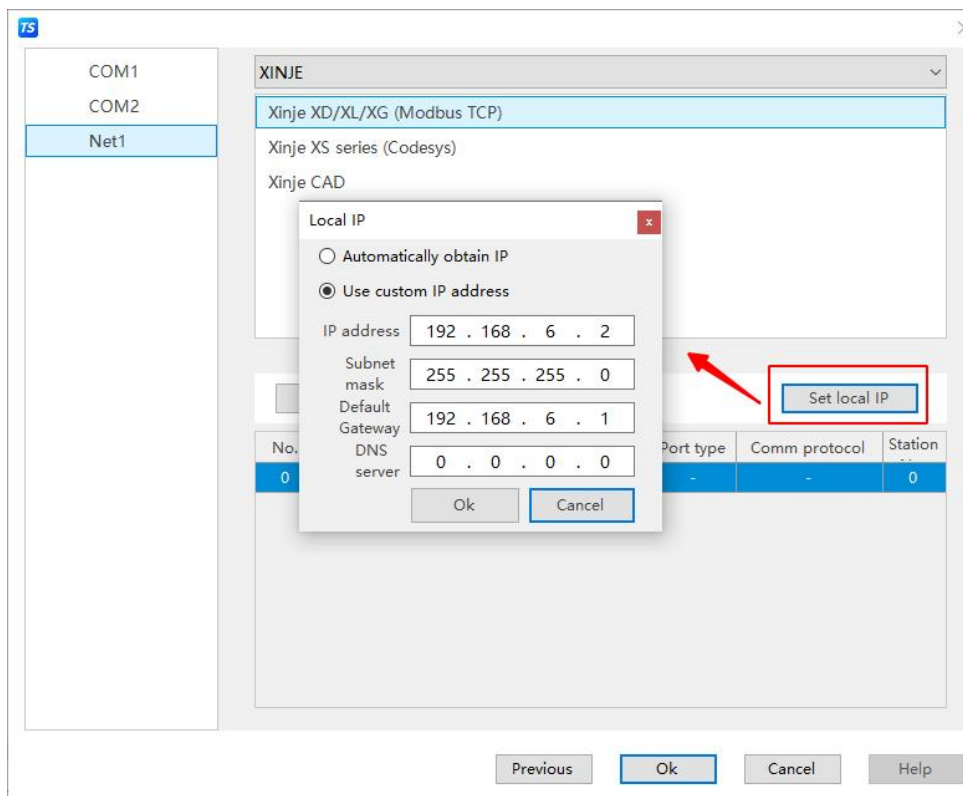 TS
COM1
COM2
Net1
XINJE
Xinje XD/XL/XG (Modbus TCP)
Xinje XS series (Codesys)
Xinje CAD
Local IP
Automatically obtain IP
Use custom IP address
IP address 192 . 168 . 6 . 2
Subnet mask 255 . 255 . 255 . 0
Default Gateway 192 . 168 . 6 . 1
DNS server 0 . 0 . 0 . 0
Ok Cancel
Set local IP
No. Port type Comm protocol Station
0 - - 0
Previous Ok Cancel Help